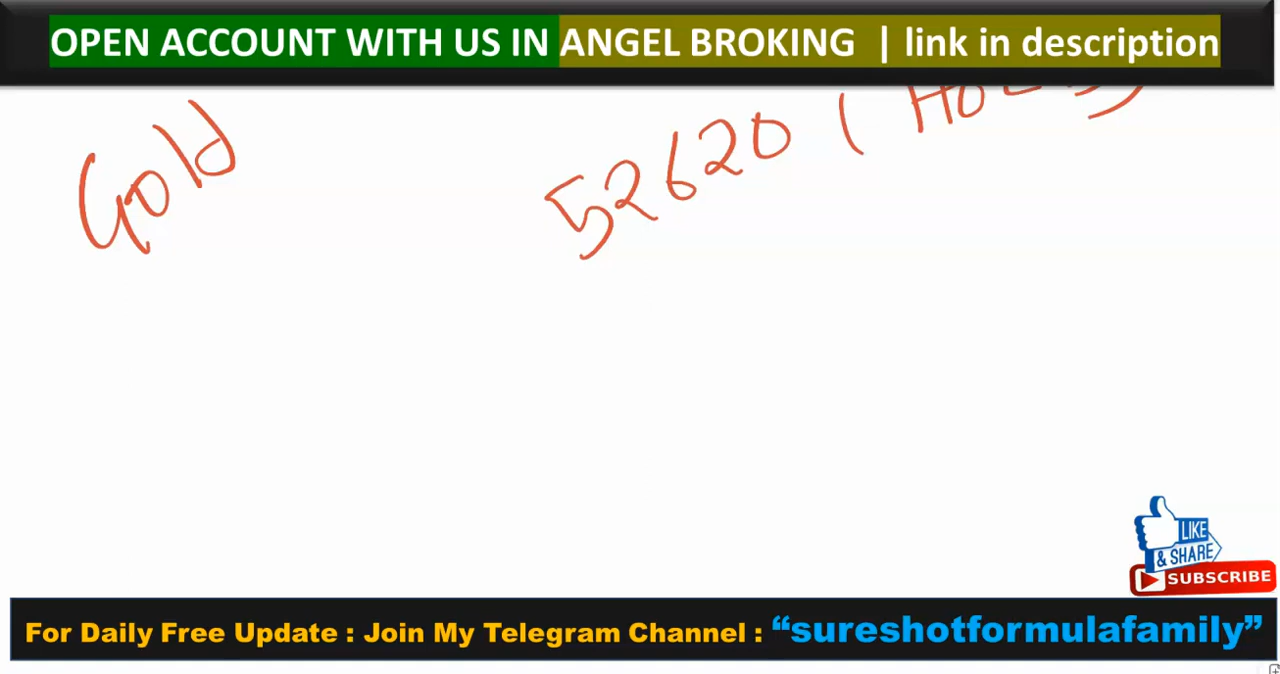 OPEN ACCOUNT WITH US IN ANGEL BROKING | link in description
Gold 52620 (
LIKE
& SHARE
SUBSCRIBE
For Daily Free Update : Join My Telegram Channel : “sureshotformulafamily”